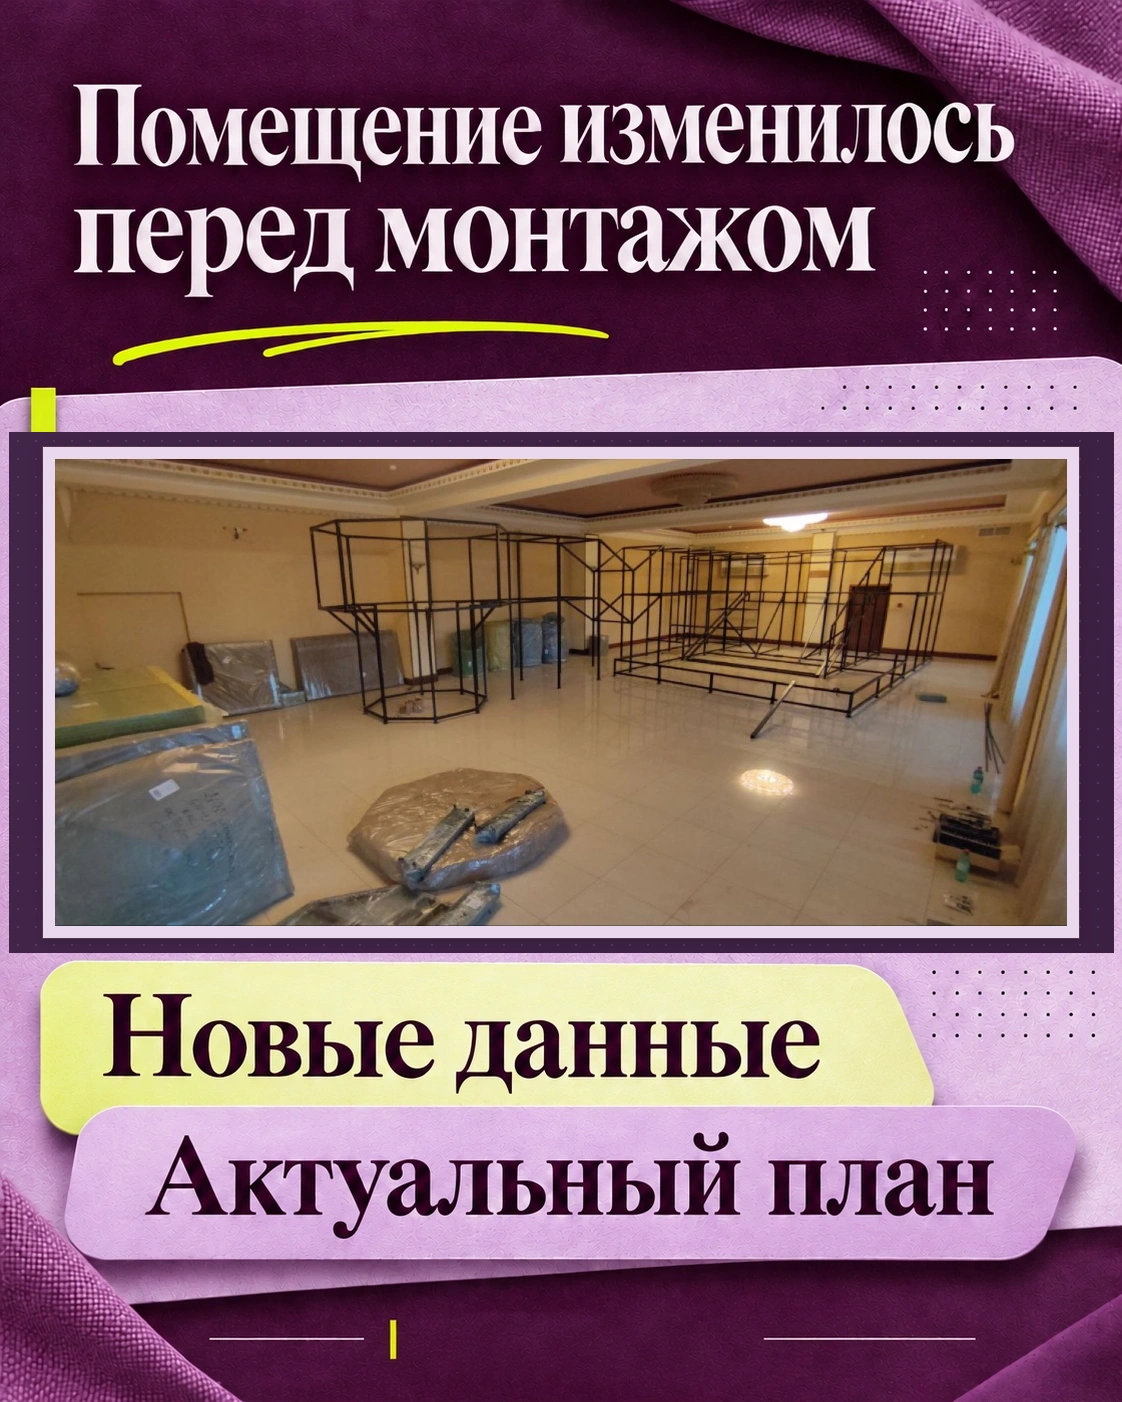 Помещение изменилось
перед монтажом
Новые данные
Актуальный план